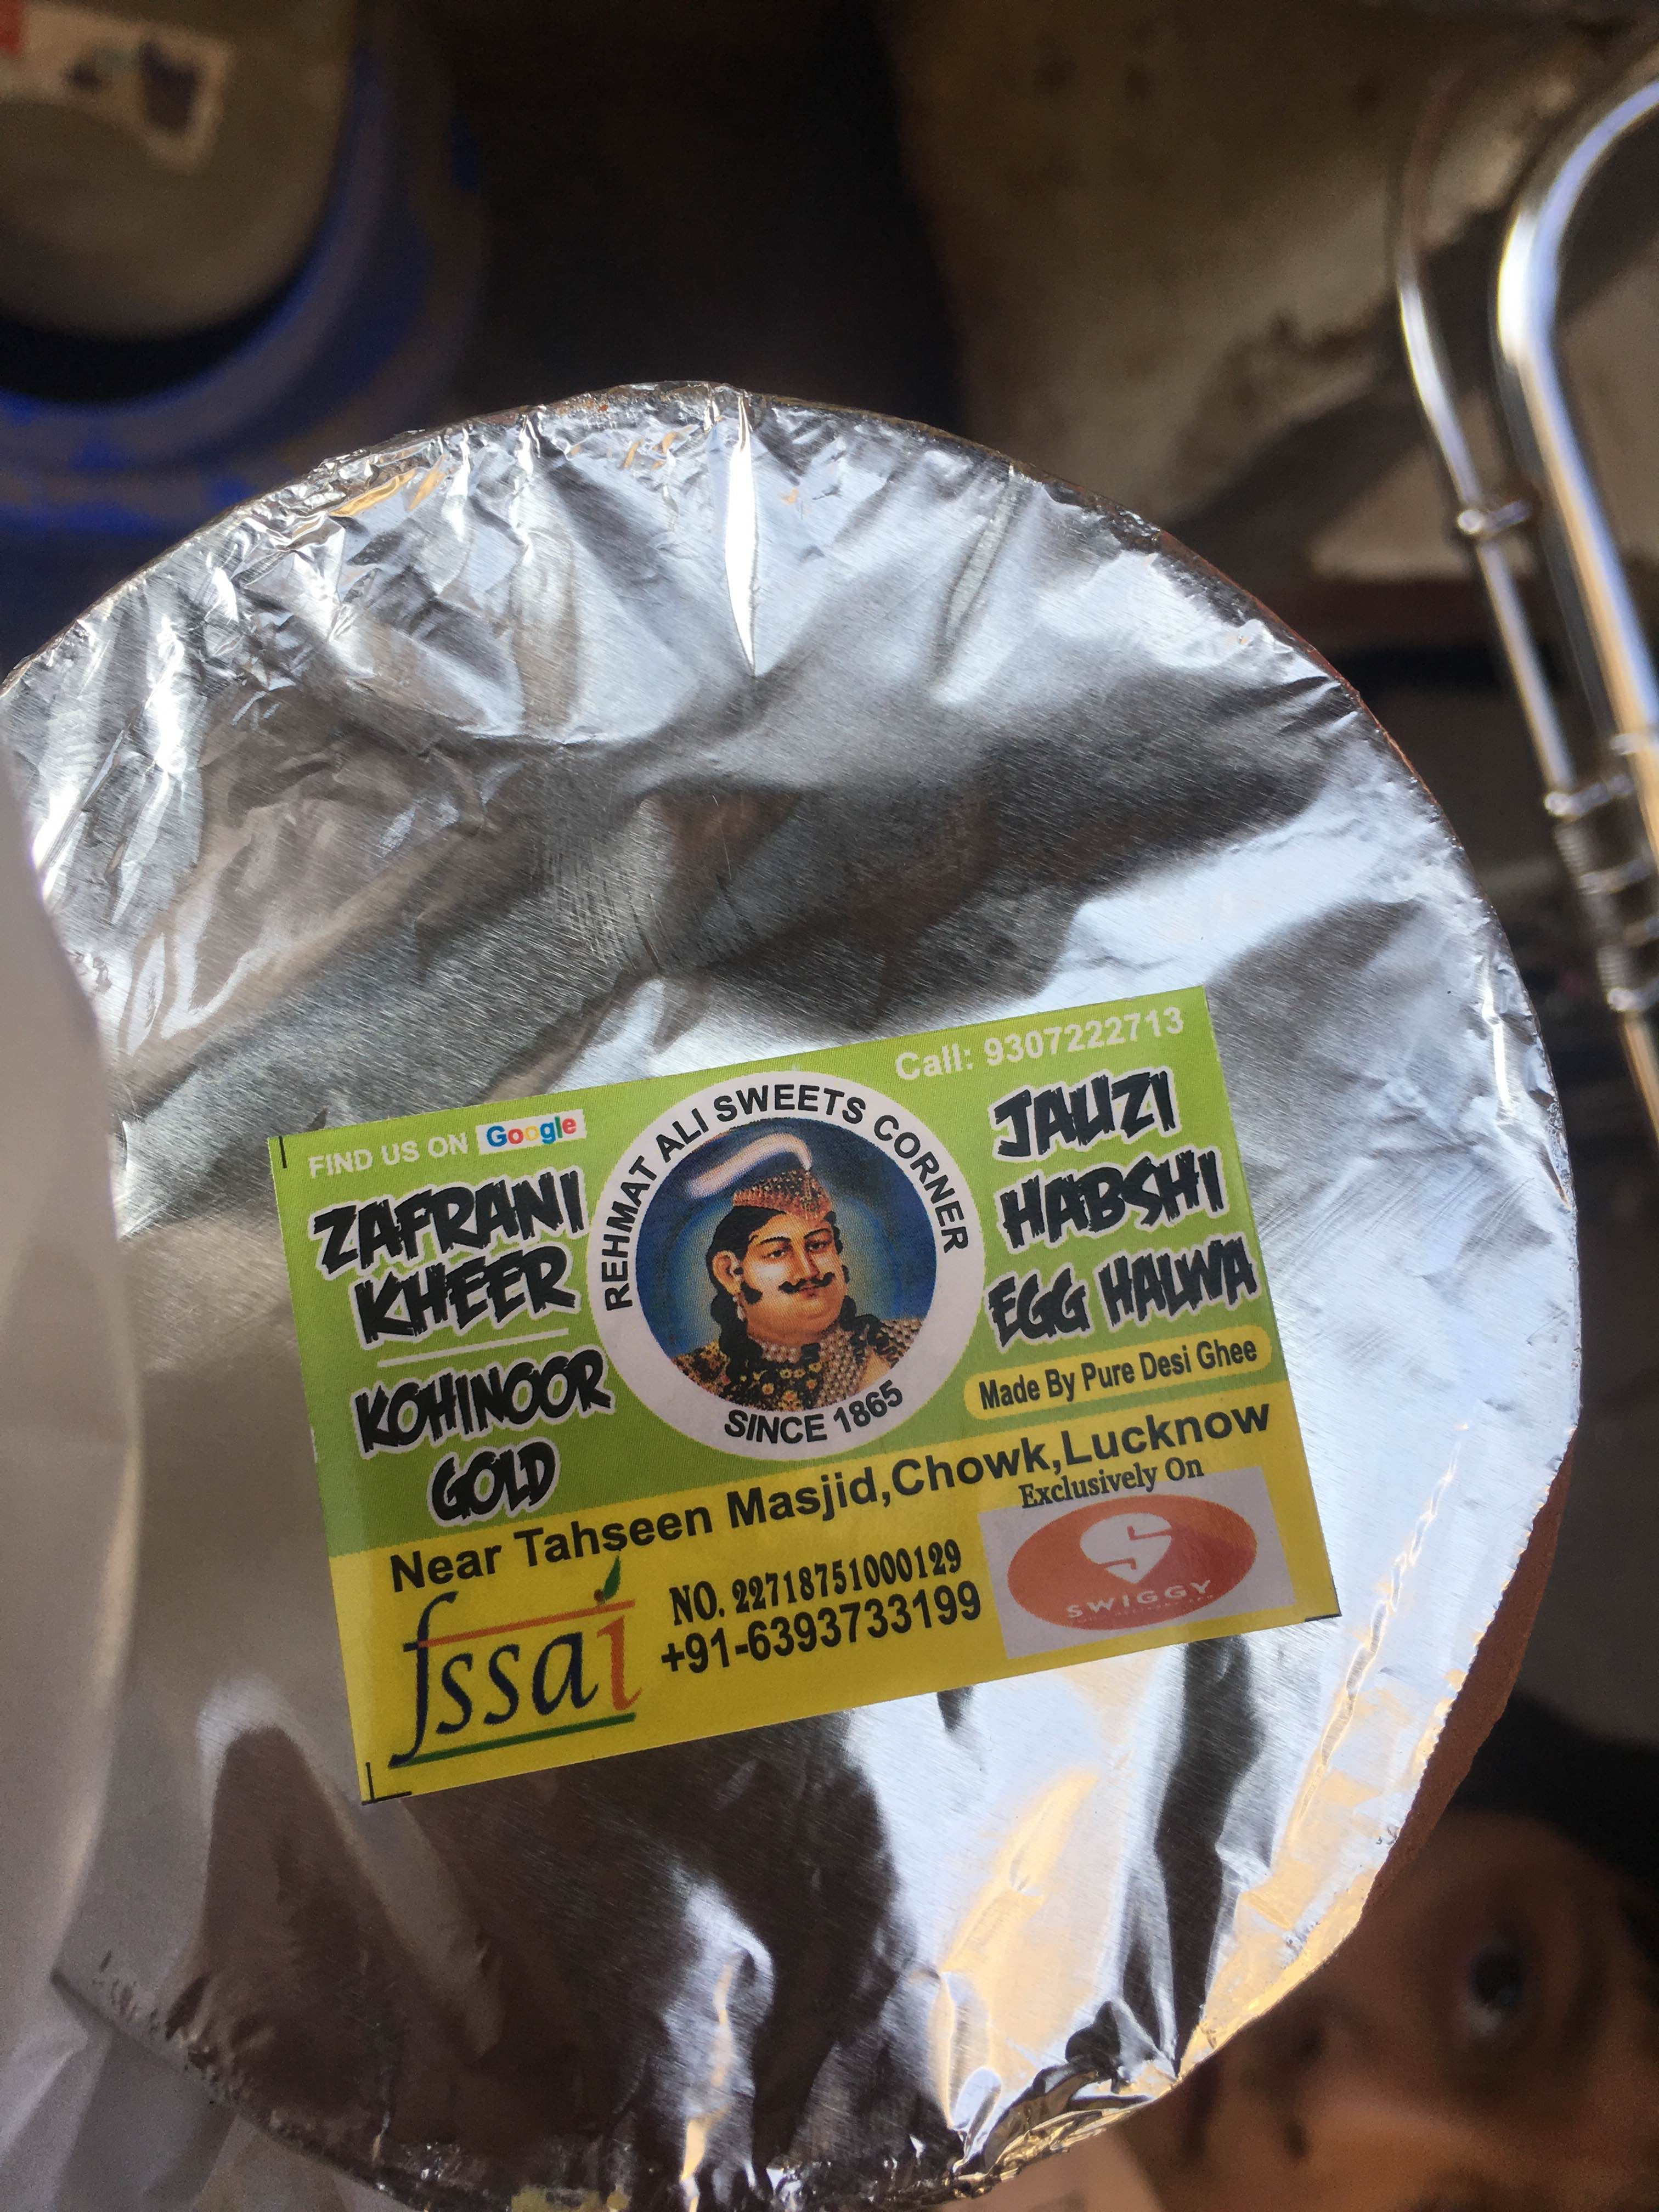 Call: 9307222713
FIND US ON Google
REHMAT ALI SWEETS CORNER
SINCE 1865
ZAFRANI
KHEER
KOHINOOR
GOLD
JAUZI
HABSHI
EGG HALWA
Made By Pure Desi Ghee
Near Tahseen Masjid,Chowk,Lucknow
Exclusively On
SWIGGY
fssai
NO. 22718751000129
+91-6393733199